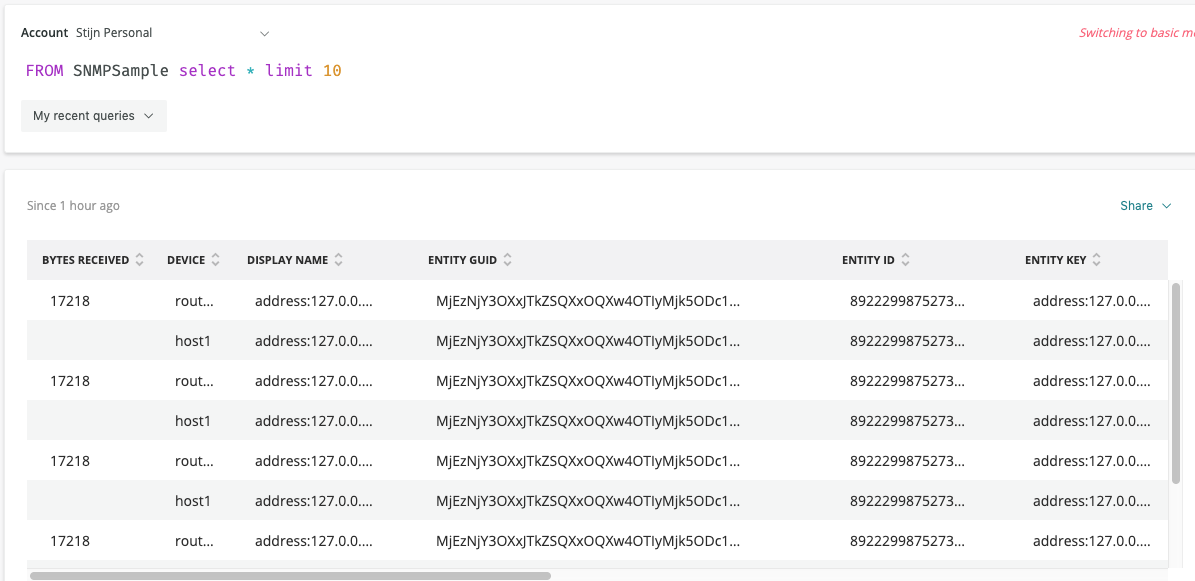 Account Stijn Personal
Switching to basic
FROM SNMPSample select * limit 10
My recent queries
Since 1 hour ago Share
BYTES RECEIVED DEVICE DISPLAY NAME ENTITY GUID ENTITY ID ENTITY KEY
17218 rout... address:127.0.0.... MjEzNjY3OXxJTkZSQXxOQXw4OTIyMjk5ODc1... 8922299875273... address:127.0.0....
host1 address:127.0.0.... MjEzNjY3OXxJTkZSQXxOQXw4OTIyMjk5ODc1... 8922299875273... address:127.0.0....
17218 rout... address:127.0.0.... MjEzNjY3OXxJTkZSQXxOQXw4OTIyMjk5ODc1... 8922299875273... address:127.0.0....
host1 address:127.0.0.... MjEzNjY3OXxJTkZSQXxOQXw4OTIyMjk5ODc1... 8922299875273... address:127.0.0....
17218 rout... address:127.0.0.... MjEzNjY3OXxJTkZSQXxOQXw4OTIyMjk5ODc1... 8922299875273... address:127.0.0....
host1 address:127.0.0.... MjEzNjY3OXxJTkZSQXxOQXw4OTIyMjk5ODc1... 8922299875273... address:127.0.0....
17218 rout... address:127.0.0.... MjEzNjY3OXxJTkZSQXxOQXw4OTIyMjk5ODc1... 8922299875273... address:127.0.0....